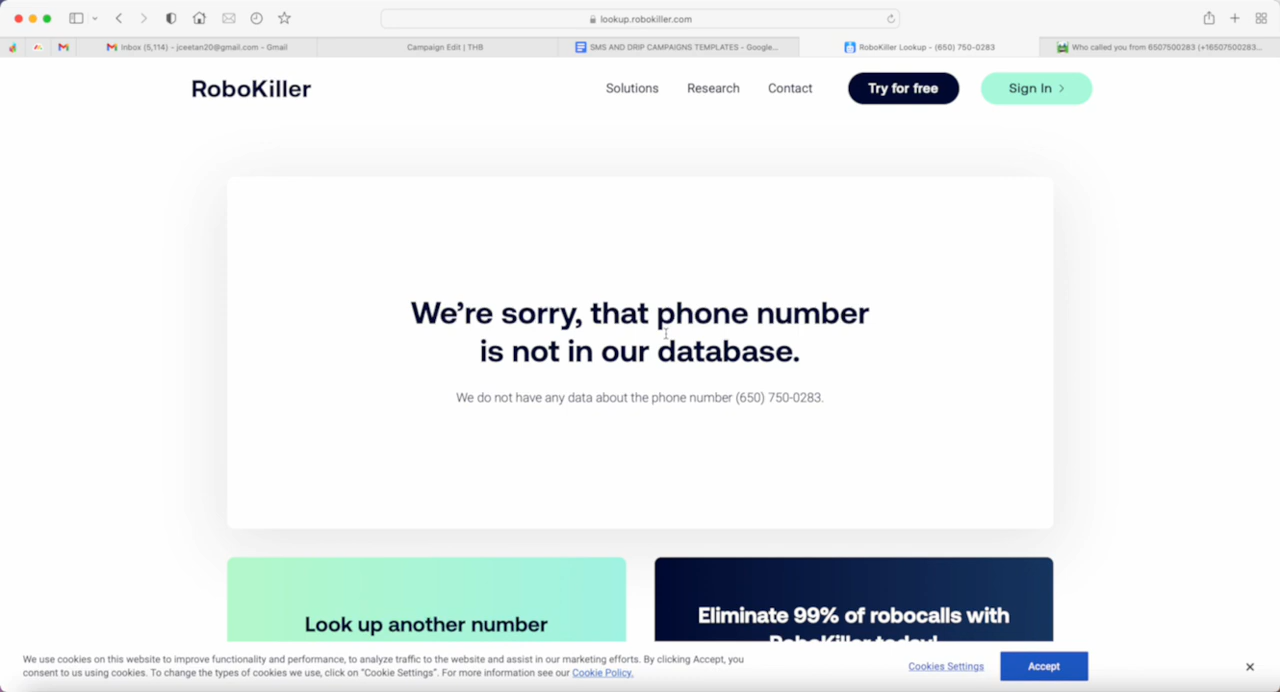 lookup.robokiller.com
Inbox (5,114) - jceetan20@gmail.com - Gmail
Campaign Edit | THB
SMS AND DRIP CAMPAIGNS TEMPLATES - Google...
RoboKiller Lookup - (650) 750-0283
Who called you from 6507500283 (+16507500283...
RoboKiller
Solutions
Research
Contact
Try for free
Sign In >
We're sorry, that phone number
is not in our database.
We do not have any data about the phone number (650) 750-0283.
Look up another number
Eliminate 99% of robocalls with
RoboKiller today!
We use cookies on this website to improve functionality and performance, to analyze traffic to the website and assist in our marketing efforts. By clicking Accept, you
consent to us using cookies. To change the types of cookies we use, click on "Cookie Settings". For more information see our Cookie Policy.
Cookies Settings
Accept